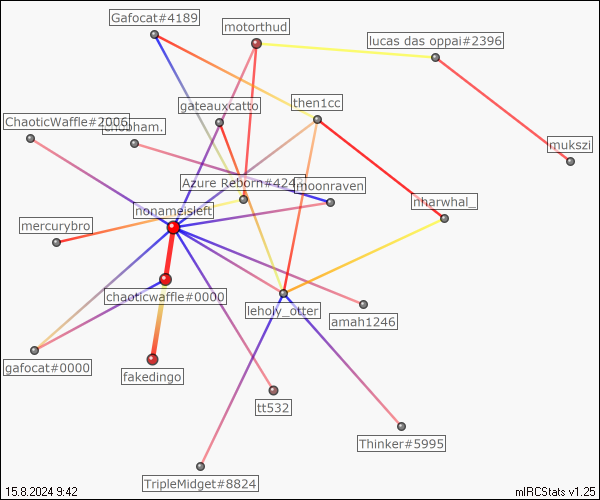 Gafocat#4189
motorthud
lucas das oppai#2396
gateauxcatto
then1cc
ChaoticWaffle#2006
chobham.
mukszi
Azure Reborn#4243
moonraven
nharwhal_
nonameisleft
mercurybro
chaoticwaffle#0000
leholy_otter
amah1246
gafocat#0000
fakedingo
tt532
Thinker#5995
TripleMidget#8824
15.8.2024 9:42
mIRCStats v1.25